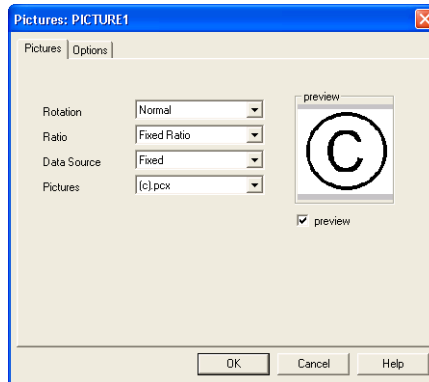 Pictures: PICTURE1
Pictures Options
preview
Rotation Normal
Ratio Fixed Ratio
Data Source Fixed
Pictures (c).pcx
C
preview
OK Cancel Help